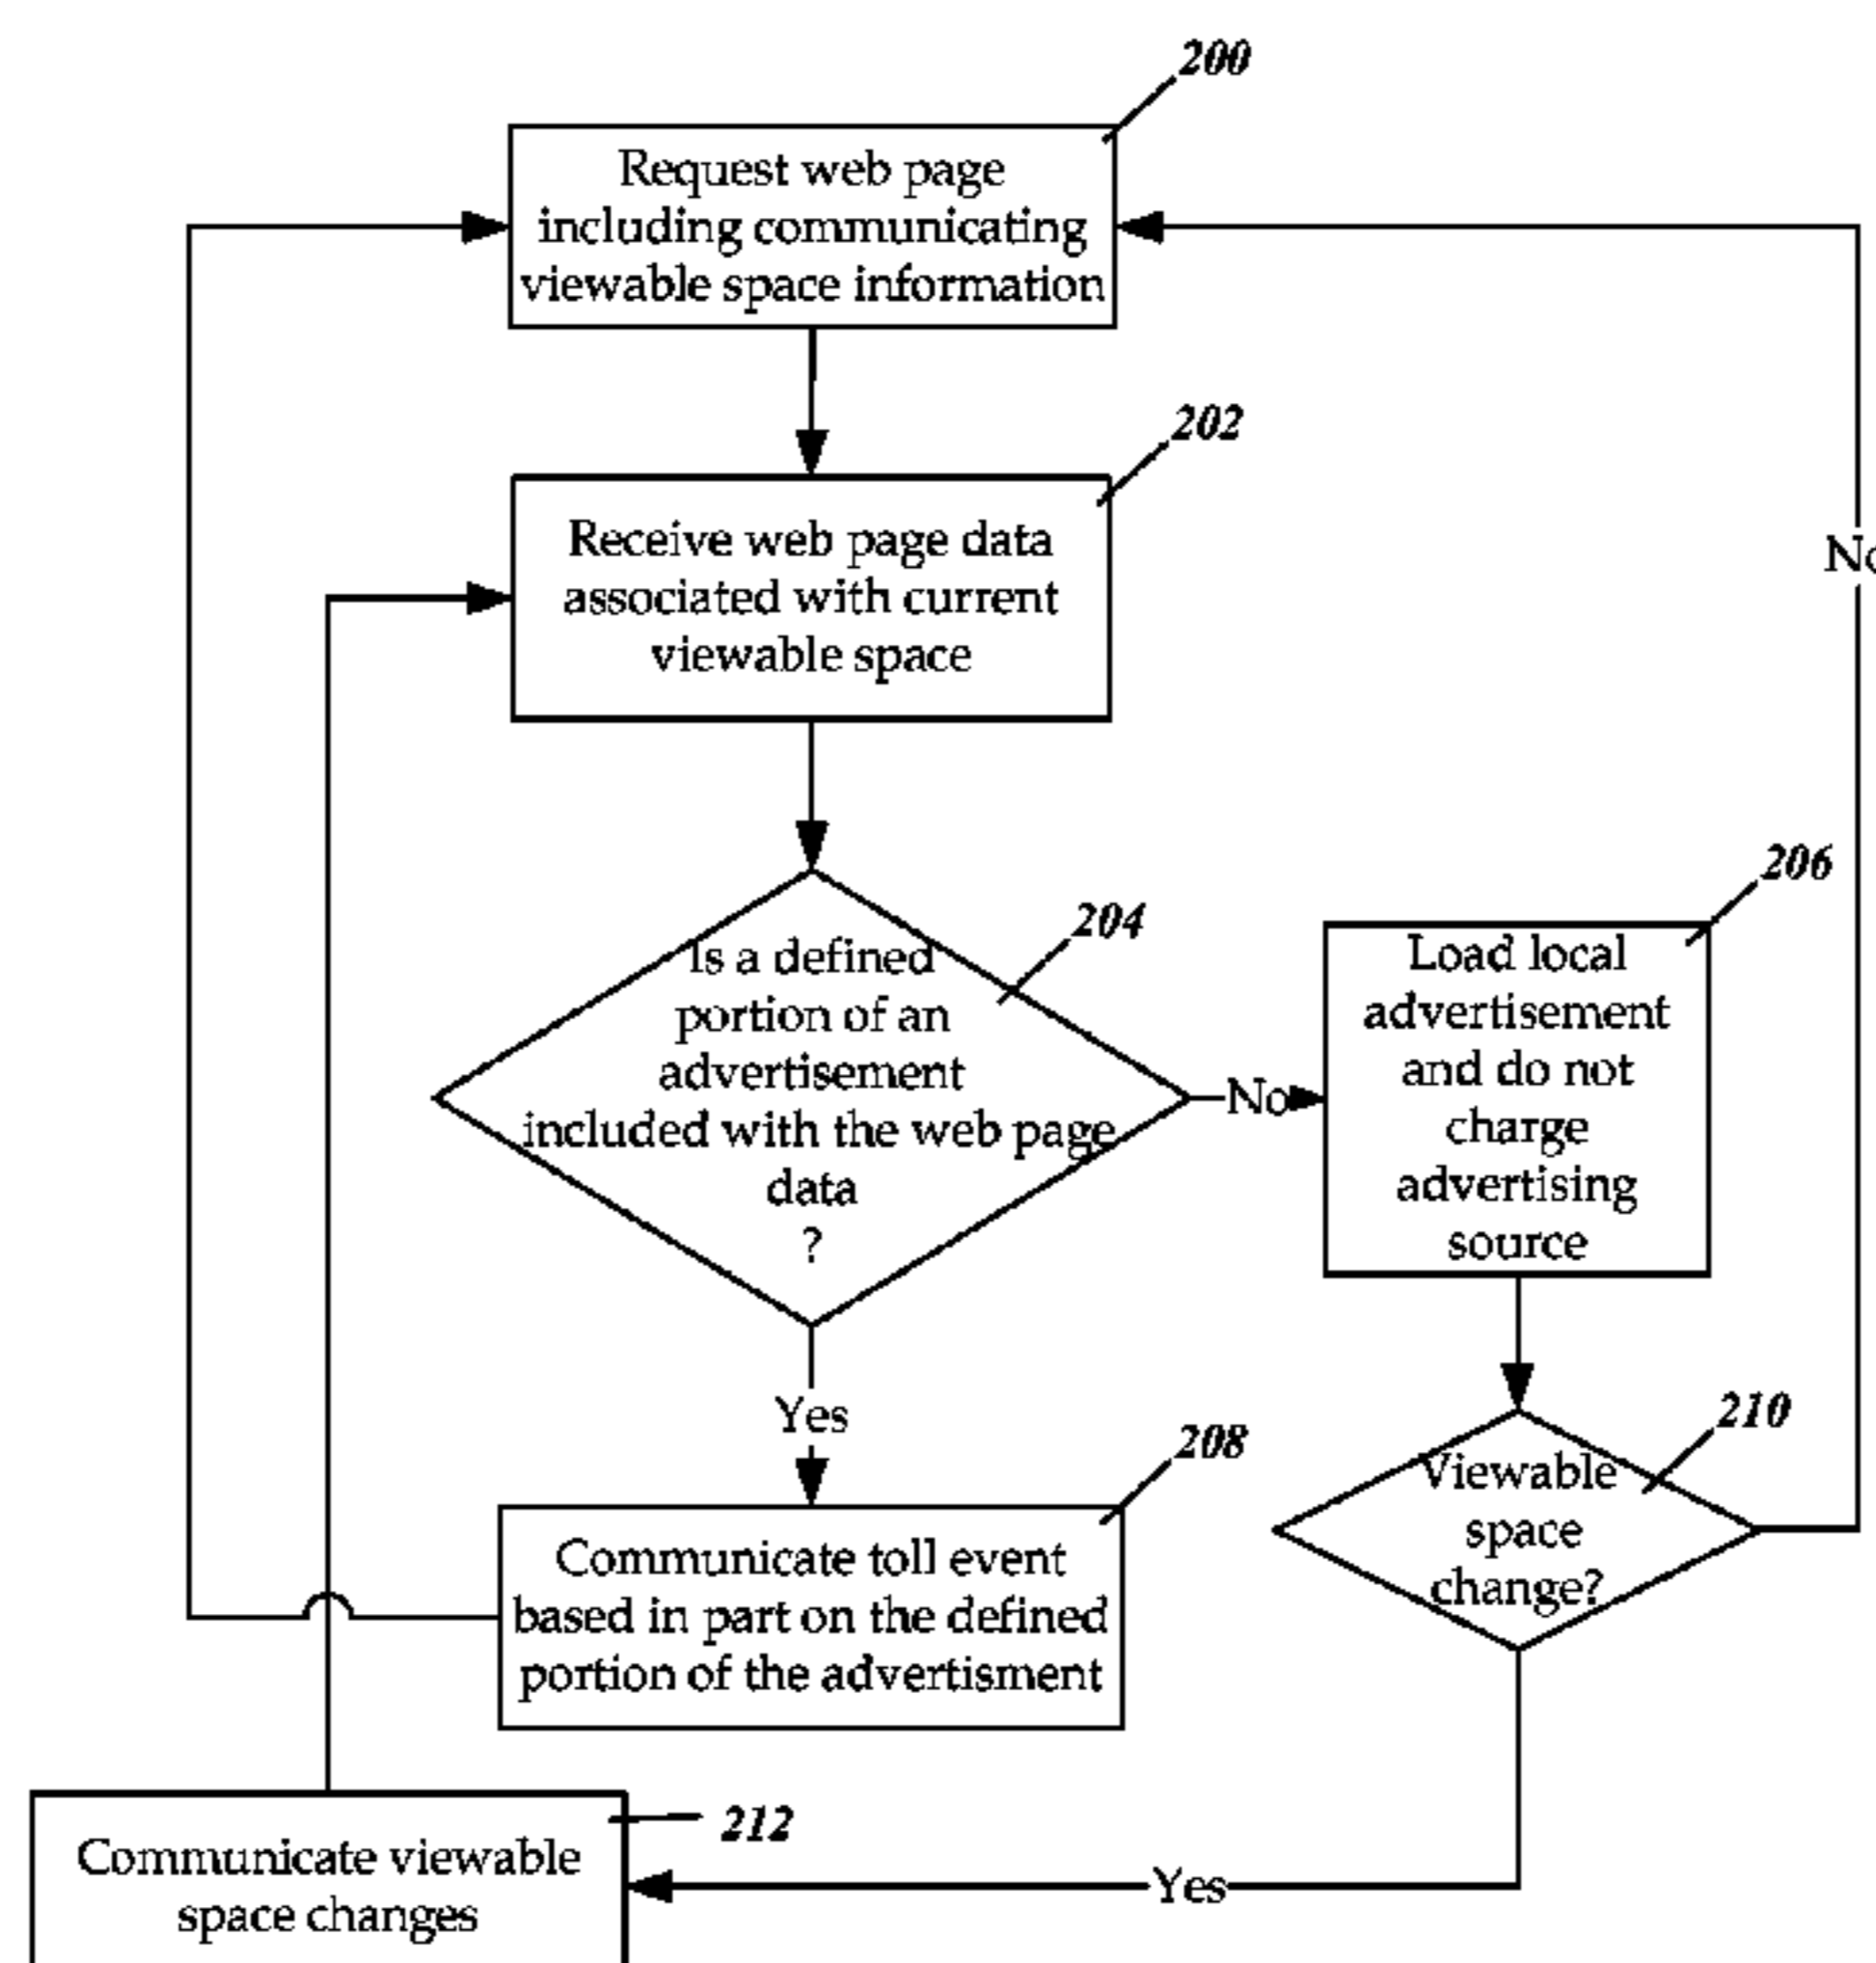 200
Request web page
including communicating
viewable space information
202
Receive web page data
associated with current
viewable space
No
204
Is a defined
portion of an
advertisement
included with the web page
data
?
No
206
Load local
advertisement
and do not
charge
advertising
source
Yes
208
Communicate toll event
based in part on the defined
portion of the advertisment
210
Viewable
space
change?
212
Communicate viewable
space changes
Yes